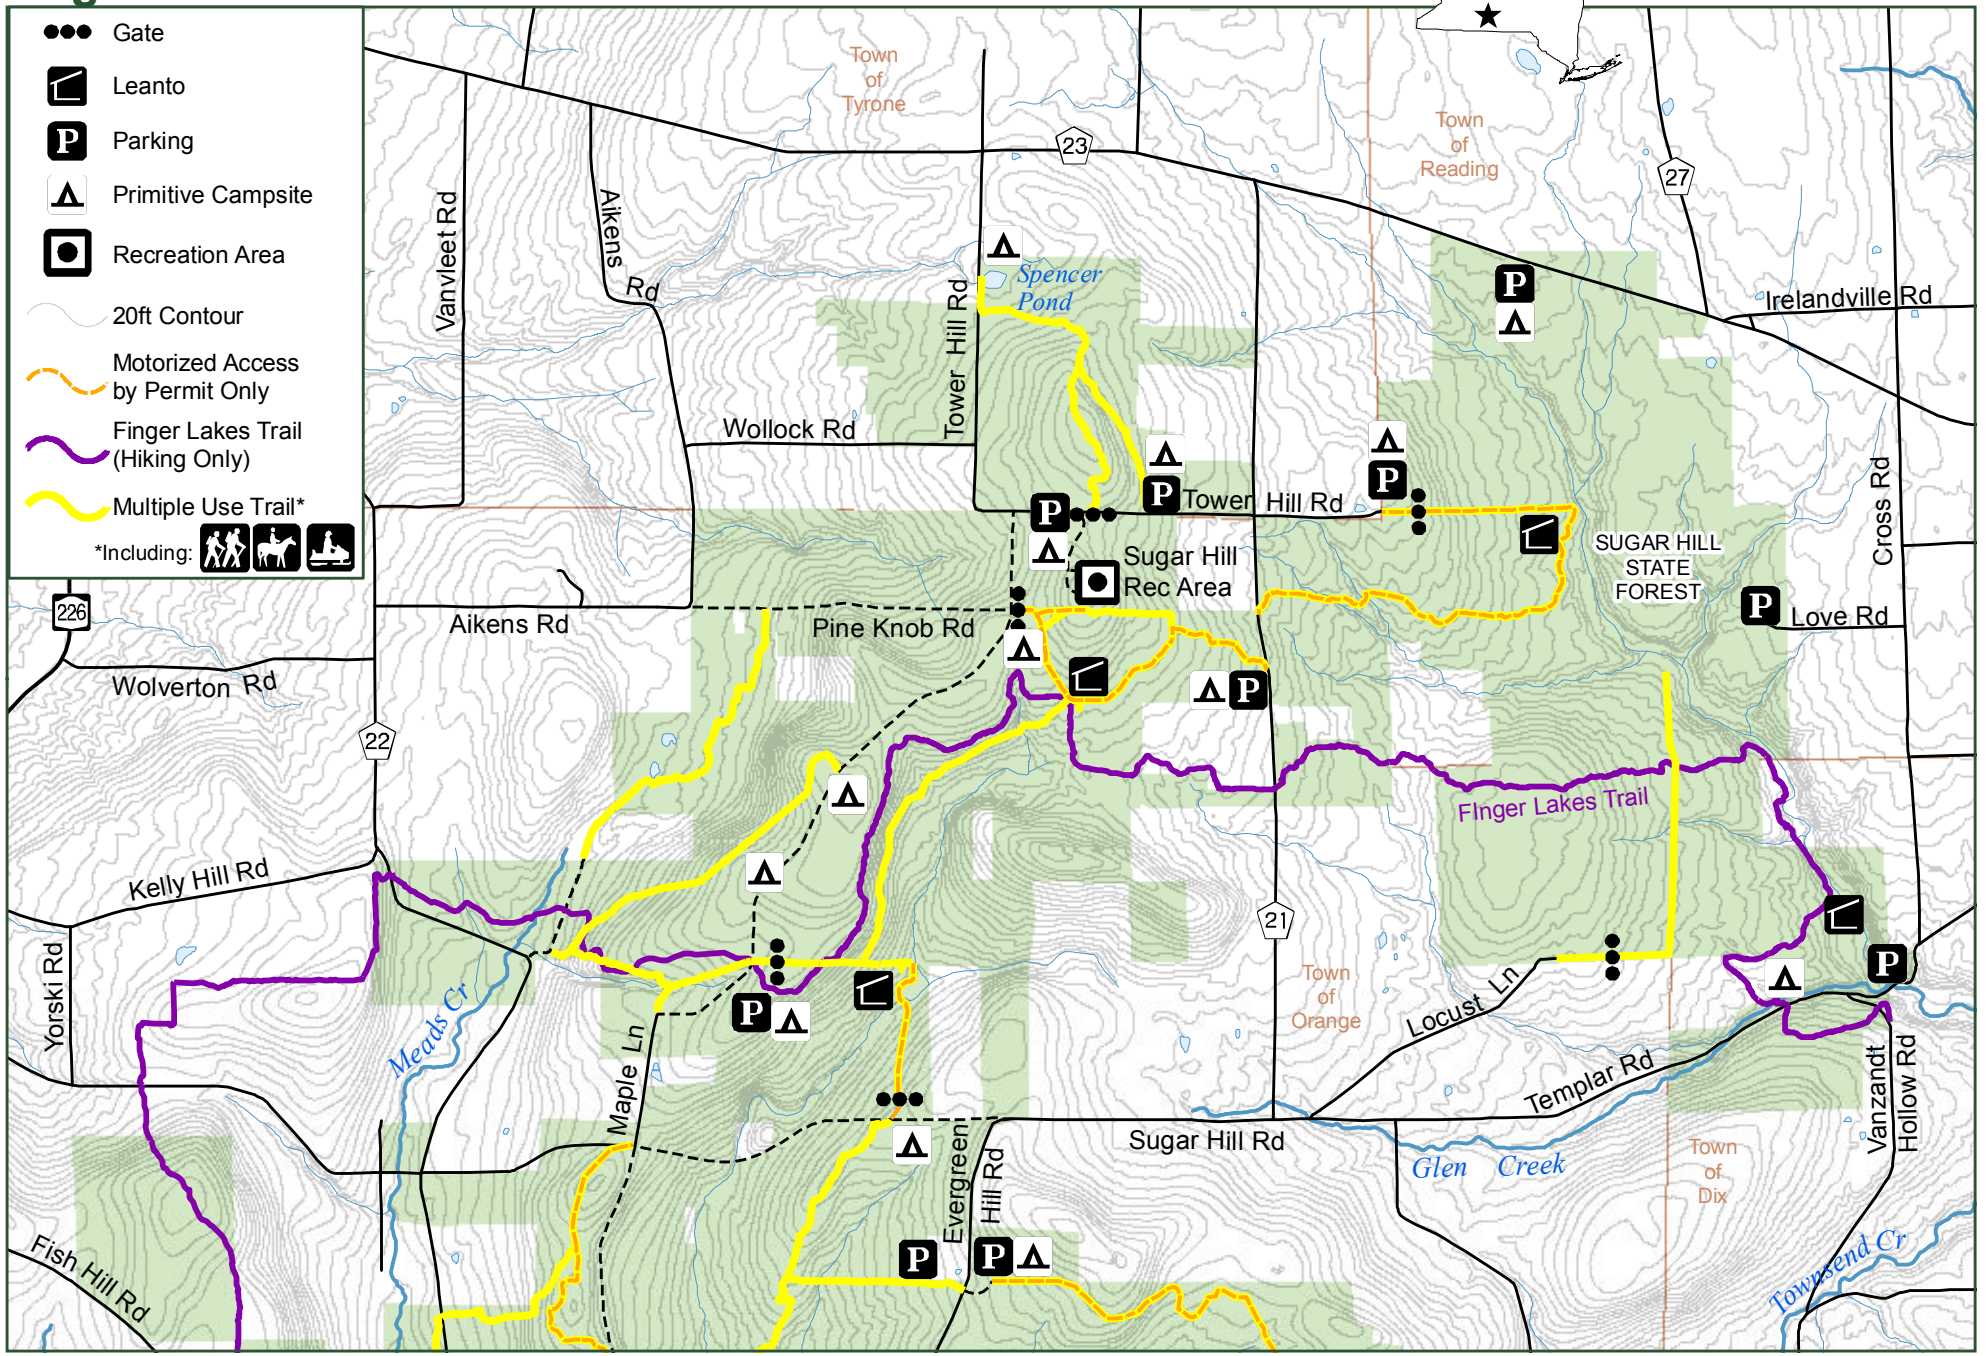 Gate
Leanto
P
Parking
Primitive Campsite
Recreation Area
20ft Contour
Motorized Access
by Permit Only
Finger Lakes Trail
(Hiking Only)
Multiple Use Trail*
*Including:
Town
of
Tyrone
23
Town
of
Reading
27
Vanvleet Rd
Aikens
Rd
Spencer
Pond
Tower Hill Rd
P
Irelandville Rd
Wollock Rd
P
P
P
Tower Hill Rd
Cross Rd
Sugar Hill
Rec Area
SUGAR HILL
STATE
FOREST
P
Love Rd
226
Aikens Rd
Pine Knob Rd
Wolverton Rd
P
22
FInger Lakes Trail
Kelly Hill Rd
21
Yorski Rd
Meads Cr
P
Maple Ln
Town
of
Orange
Locust Ln
P
Templar Rd
Vanzandt
Hollow Rd
Sugar Hill Rd
Glen Creek
Town
of
Dix
Evergreen
Hill Rd
P
P
Fish Hill Rd
Townsend Cr